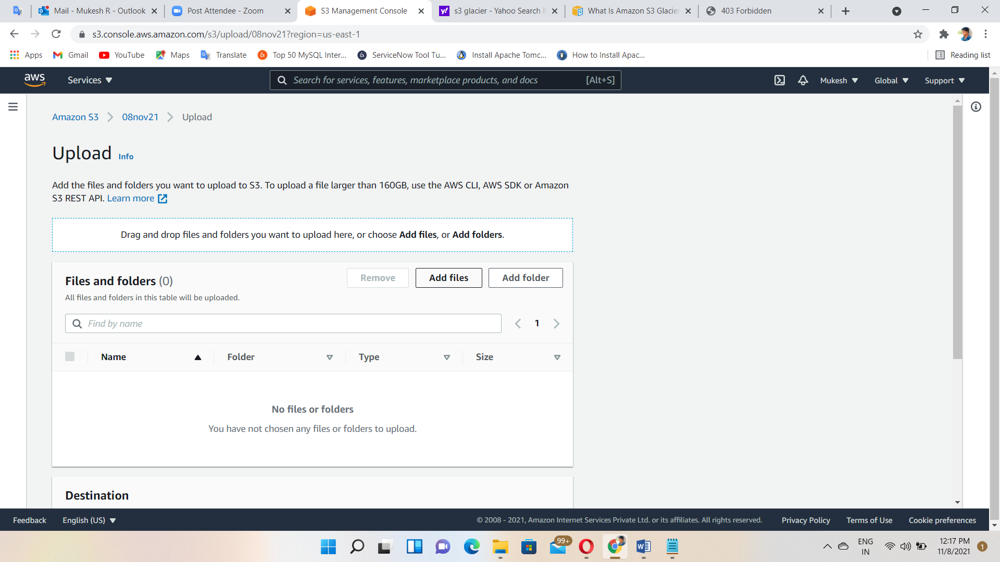 Mail - Mukesh R - Outlook
Post Attendee - Zoom
S3 Management Console
s3 glacier - Yahoo Search
What Is Amazon S3 Glacie
403 Forbidden
s3.console.aws.amazon.com/s3/upload/08nov21?region=us-east-1
Apps
Gmail
YouTube
Maps
Translate
Top 50 MySQL Inter...
ServiceNow Tool Tu...
Install Apache Tomc...
How to Install Apac...
Reading list
aws
Services
Search for services, features, marketplace products, and docs
[Alt+S]
Mukesh
Global
Support
Amazon S3
08nov21
Upload
Upload Info
Add the files and folders you want to upload to S3. To upload a file larger than 160GB, use the AWS CLI, AWS SDK or Amazon
S3 REST API. Learn more
Drag and drop files and folders you want to upload here, or choose Add files, or Add folders.
Files and folders (0)
Remove
Add files
Add folder
All files and folders in this table will be uploaded.
Find by name
1
Name
Folder
Type
Size
No files or folders
You have not chosen any files or folders to upload.
Destination
Feedback
English (US)
© 2008 - 2021, Amazon Internet Services Private Ltd. or its affiliates. All rights reserved.
Privacy Policy
Terms of Use
Cookie preferences
99+
ENG
IN
12:17 PM
11/8/2021
1